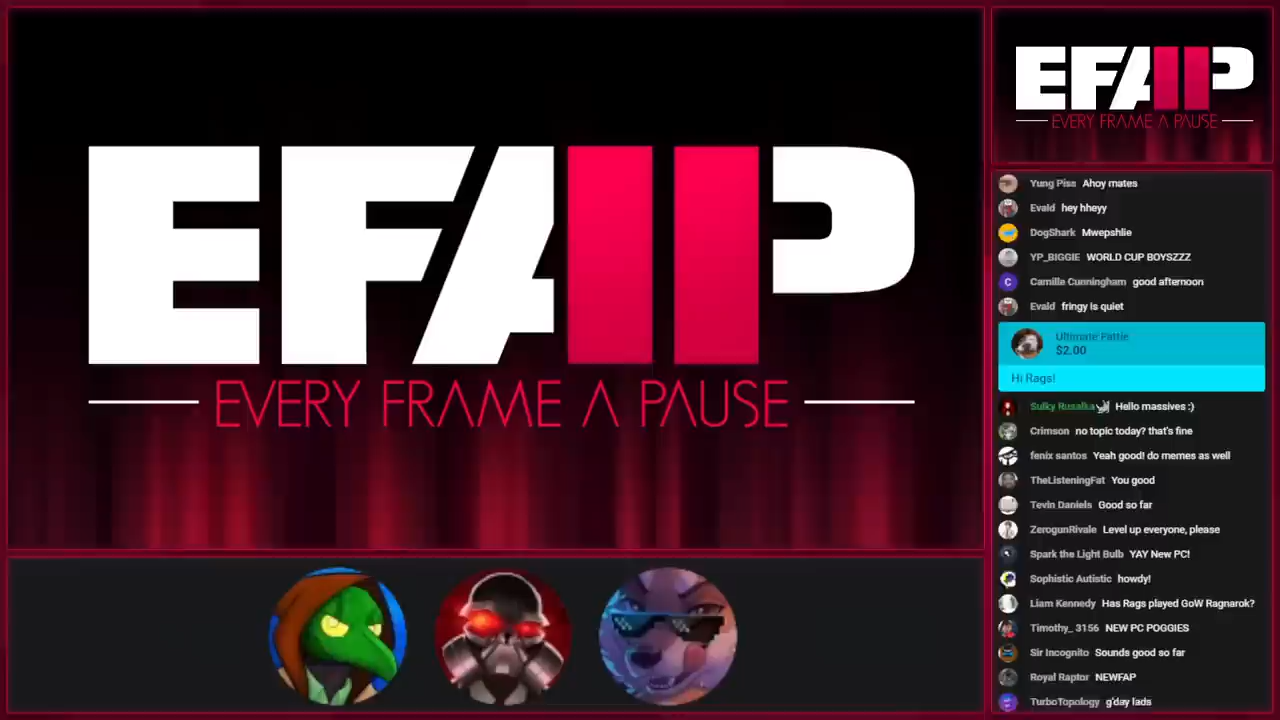 EFAP
EVERY FRAME A PAUSE
EFAP
EVERY FRAME A PAUSE
Yung Piss Ahoy mates
Evald hey hheyy
DogShark Mwepshlie
YP_BIGGIE WORLD CUP BOYSZZZ
C Camille Cunningham good afternoon
Evald fringy is quiet
Ultimate Fattie
$2.00
Hi Rags!
Sulky Rusalka Hello massives :)
Crimson no topic today? that's fine
fenix santos Yeah good! do memes as well
TheListeningFat You good
Tevin Daniels Good so far
ZerogunRivale Level up everyone, please
Spark the Light Bulb YAY New PC!
Sophistic Autistic howdy!
Liam Kennedy Has Rags played GoW Ragnarok?
Timothy_ 3156 NEW PC POGGIES
Sir Incognito Sounds good so far
Royal Raptor NEWFAP
TurboTopology g'day lads